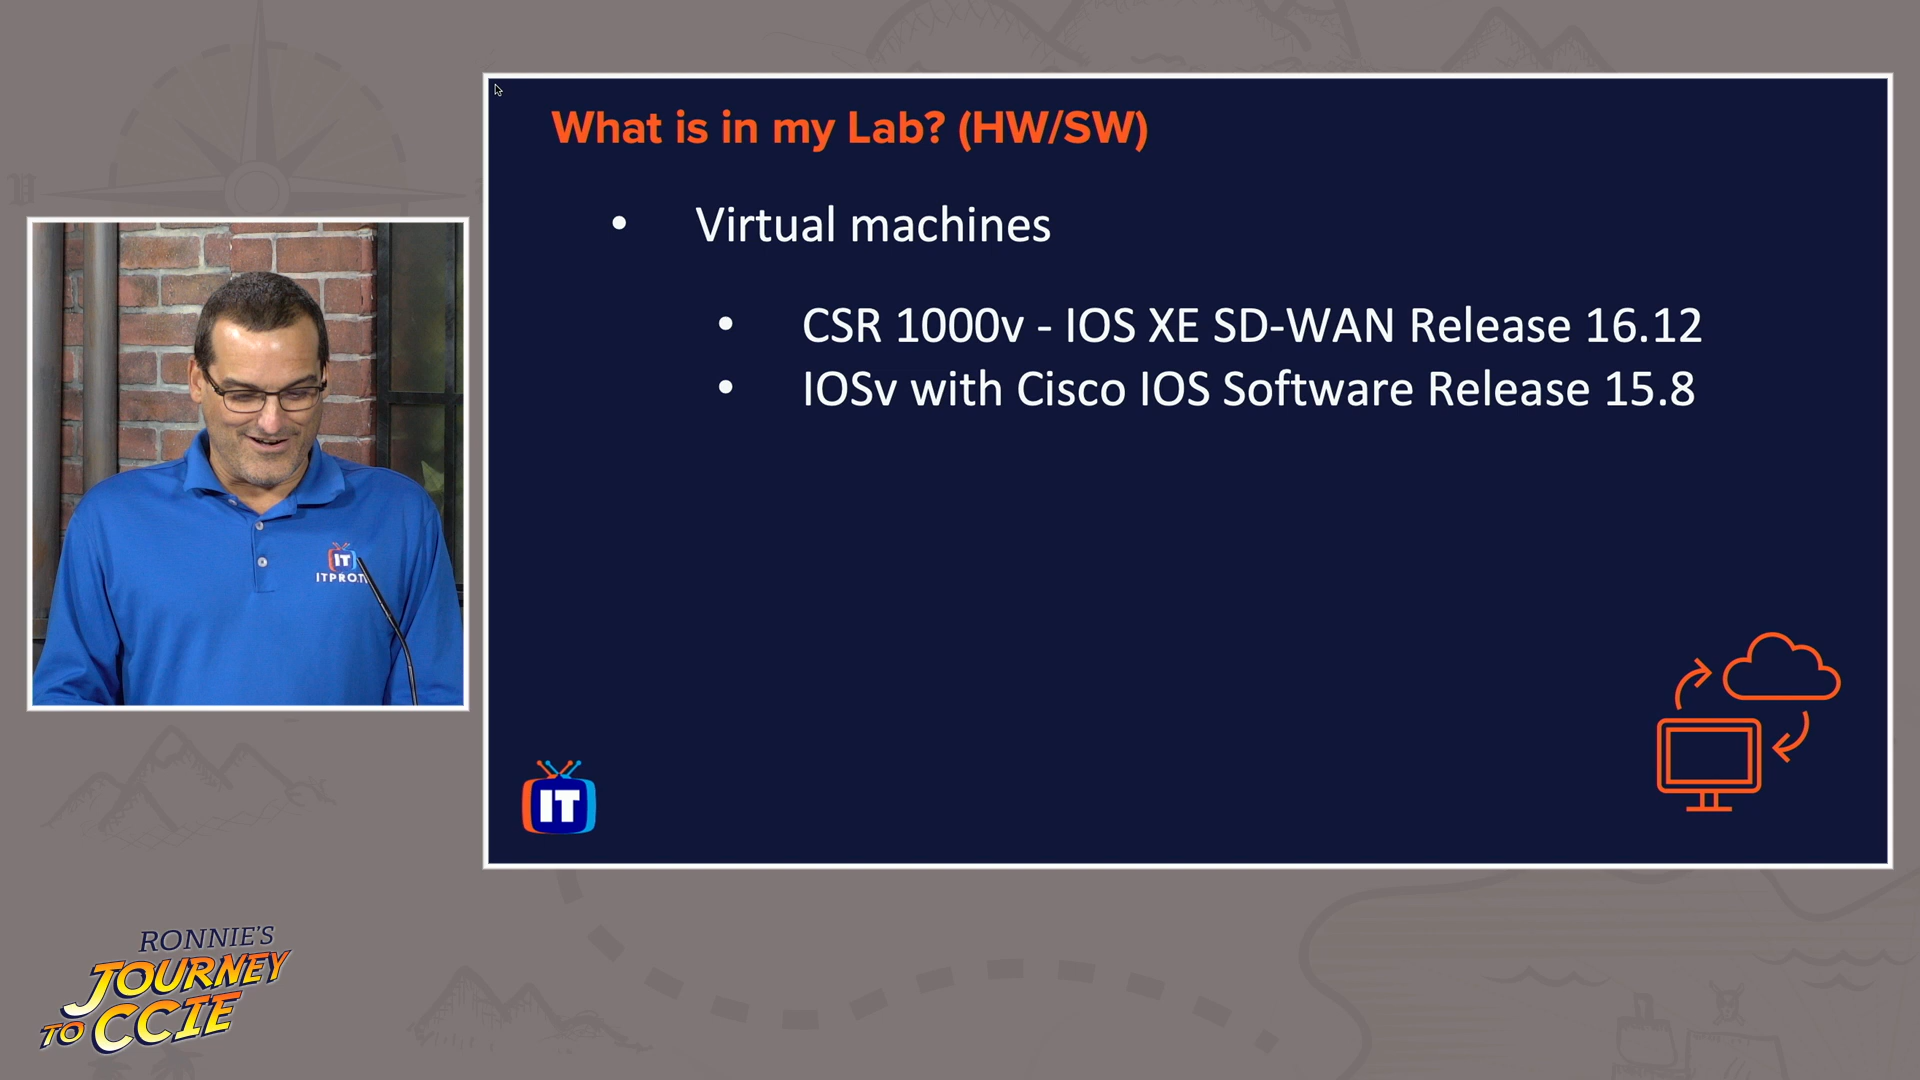 What is in my Lab? (HW/SW)
• Virtual machines
• CSR 1000v - IOS XE SD-WAN Release 16.12
• IOSv with Cisco IOS Software Release 15.8
IT
ITPRO.T
IT
RONNIE'S
JOURNEY
TO CCIE